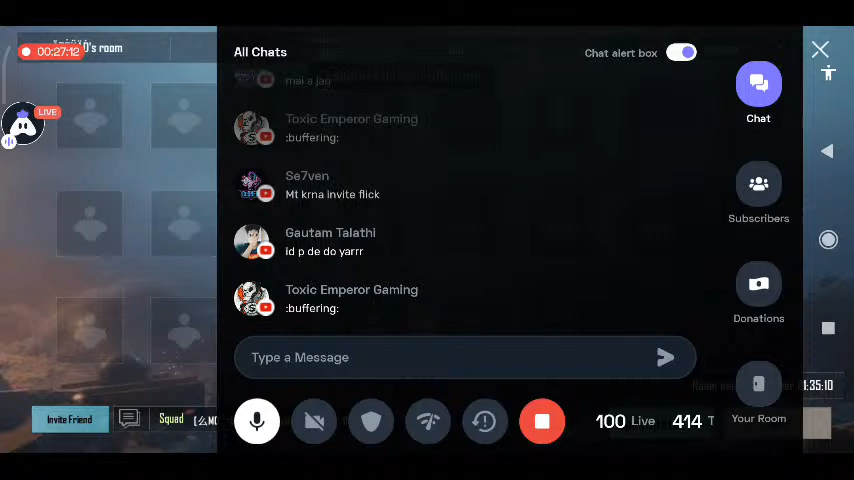 00:27:12
's room
All Chats
Chat alert box
mai a jao
LIVE
Toxic Emperor Gaming
:buffering:
Chat
Se7ven
Mt krna invite flick
Subscribers
Gautam Talathi
id p de do yarrr
Toxic Emperor Gaming
:buffering:
Donations
Type a Message
:35:10
Invite Friend
Squad
100 Live
414 T
Your Room